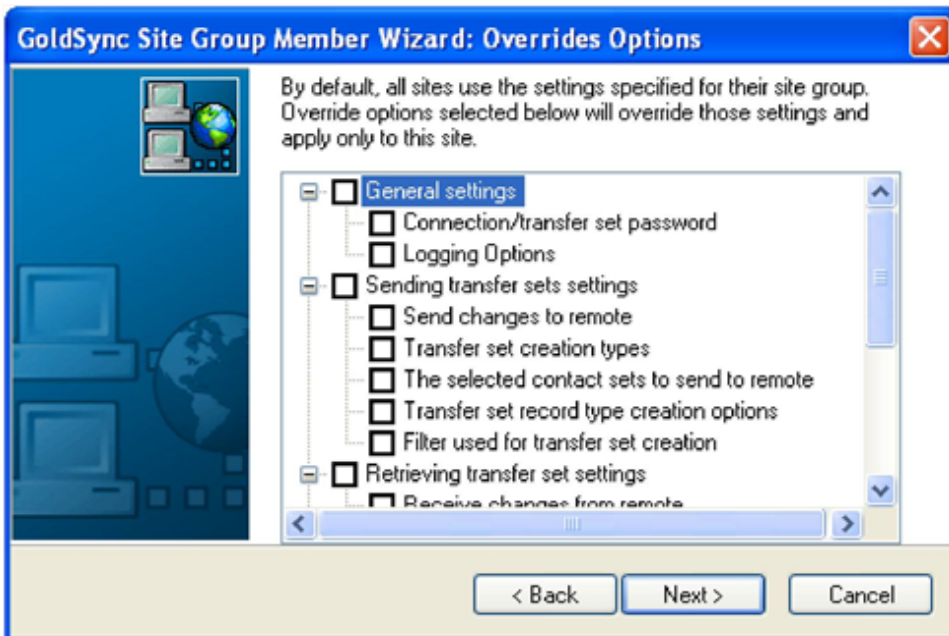 GoldSync Site Group Member Wizard: Overrides Options
By default, all sites use the settings specified for their site group.
Override options selected below will override those settings and
apply only to this site.
General settings
Connection/transfer set password
Logging Options
Sending transfer sets settings
Send changes to remote
Transfer set creation types
The selected contact sets to send to remote
Transfer set record type creation options
Filter used for transfer set creation
Retrieving transfer set settings
Receive changes from remote
< Back
Next >
Cancel